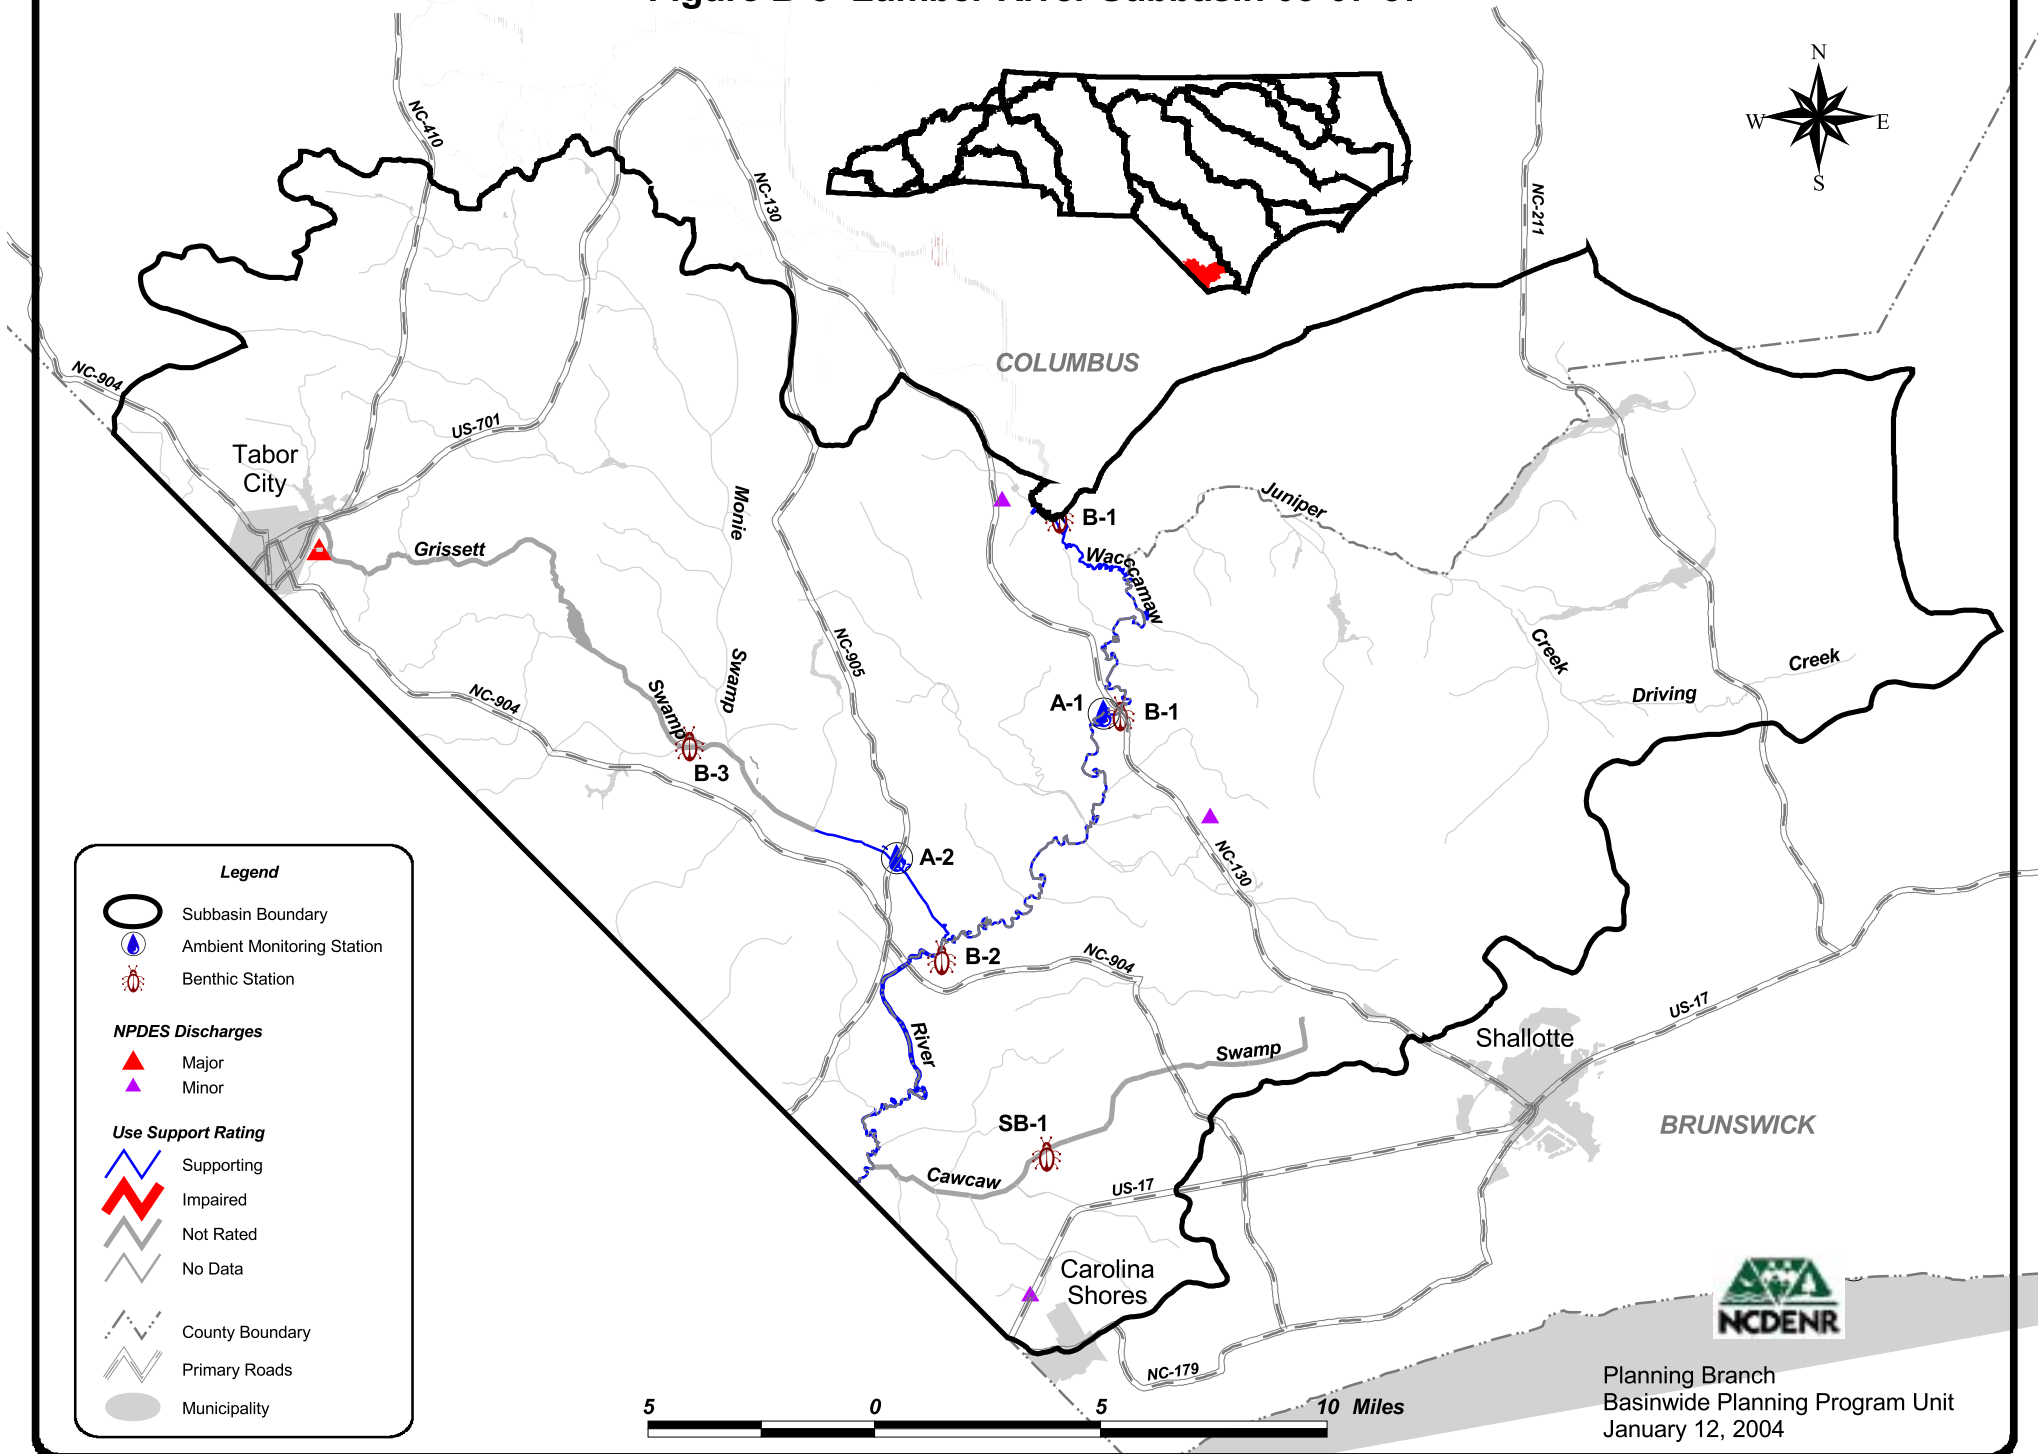 NC-410
NC-130
NC-211
N
W
E
S
COLUMBUS
NC-904
US-701
Tabor
City
Monie
Swamp
Grissett
Swamp
B-1
Juniper
Wacccamaw
Creek
Driving
Creek
NC-905
NC-904
A-1
B-1
B-3
A-2
NC-130
B-2
NC-904
River
Swamp
US-17
Shallotte
BRUNSWICK
SB-1
Cawcaw
US-17
Carolina
Shores
NC-179
Legend
Subbasin Boundary
Ambient Monitoring Station
Benthic Station
NPDES Discharges
Major
Minor
Use Support Rating
Supporting
Impaired
Not Rated
No Data
County Boundary
Primary Roads
Municipality
5 0 5 10 Miles
NCDENR
Planning Branch
Basinwide Planning Program Unit
January 12, 2004